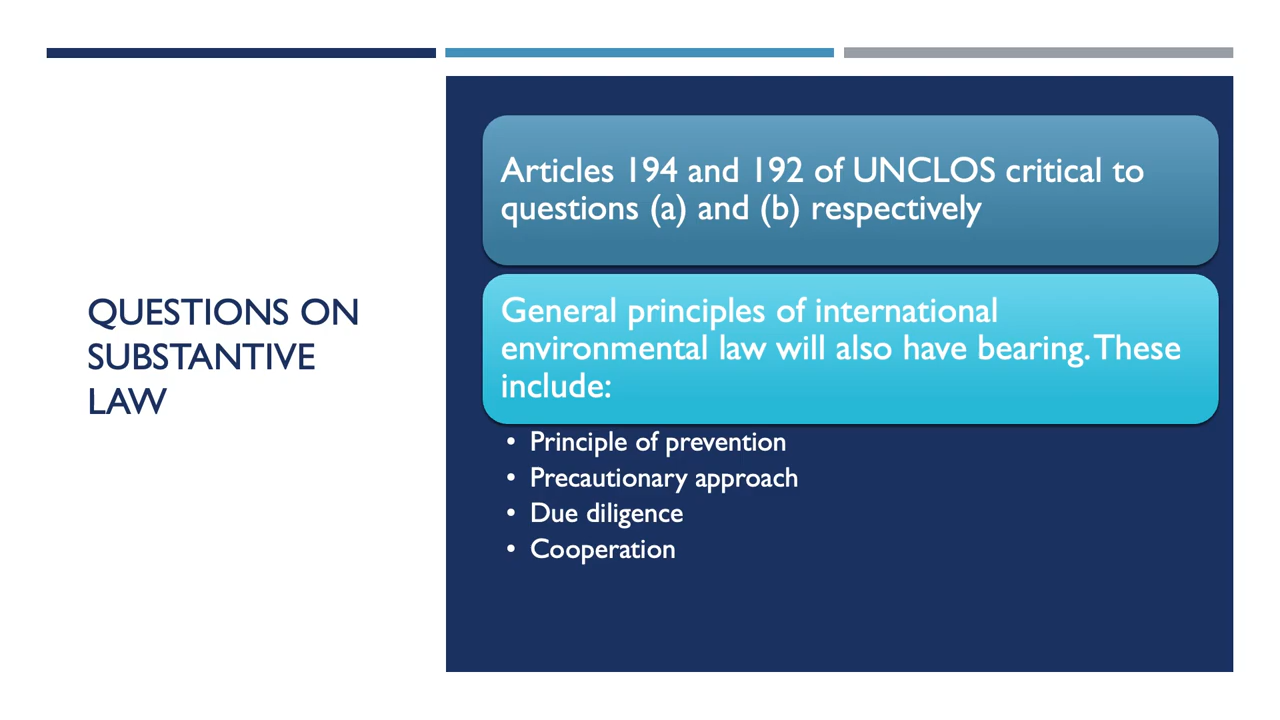 QUESTIONS ON
SUBSTANTIVE
LAW
Articles 194 and 192 of UNCLOS critical to
questions (a) and (b) respectively
General principles of international
environmental law will also have bearing. These
include:
• Principle of prevention
• Precautionary approach
• Due diligence
• Cooperation